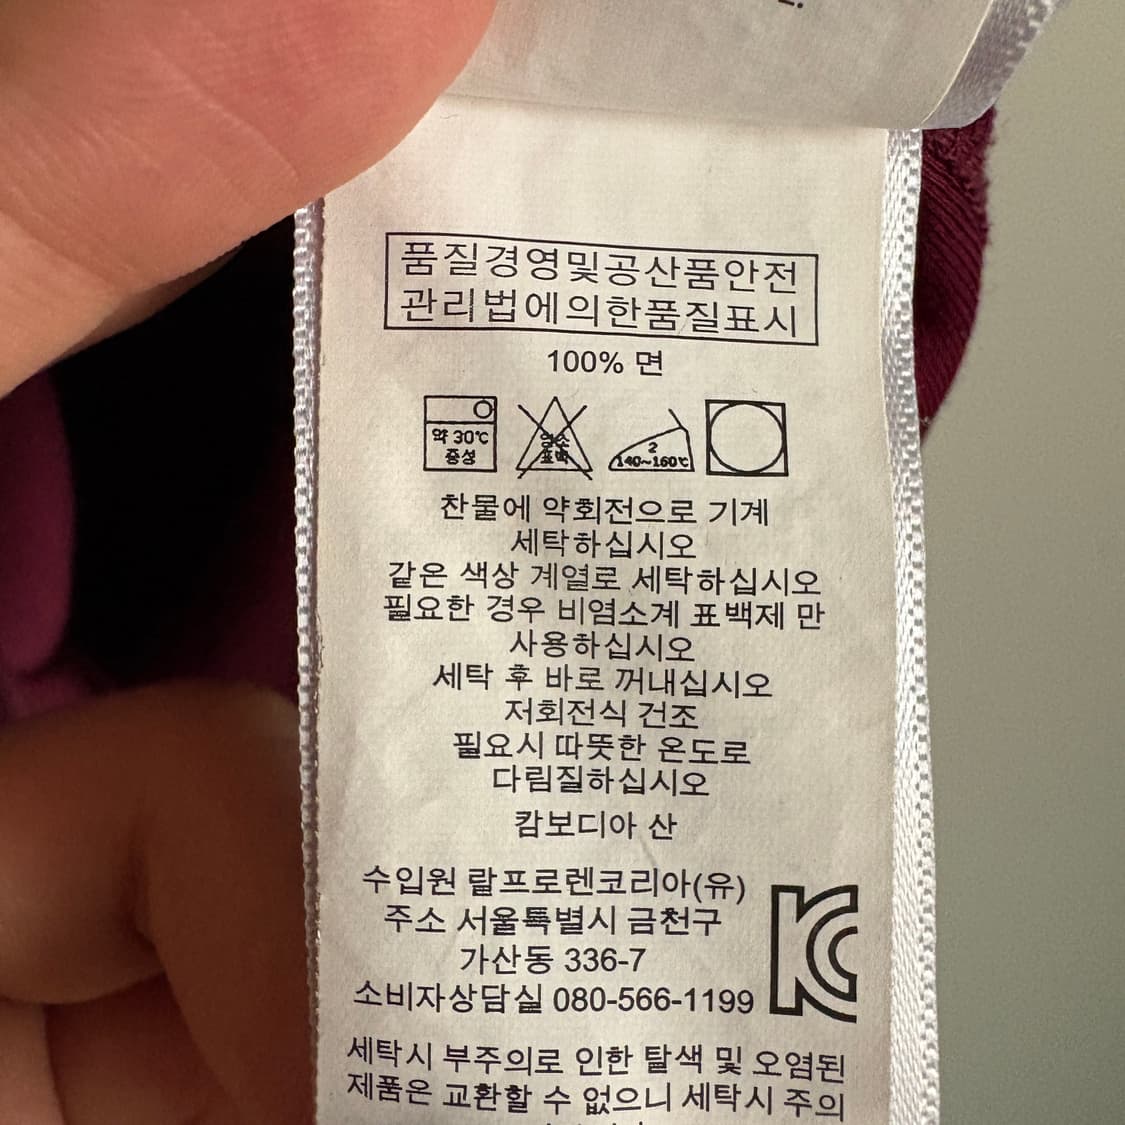 품질경영및공산품안전
관리법에의한품질표시
100% 면
약 30℃
중성
염소
표백
2
140~160℃
찬물에 약회전으로 기계
세탁하십시오
같은 색상 계열로 세탁하십시오
필요한 경우 비염소계 표백제 만
사용하십시오
세탁 후 바로 꺼내십시오
저회전식 건조
필요시 따뜻한 온도로
다림질하십시오
캄보디아 산
수입원 랄프로렌코리아(유)
주소 서울특별시 금천구
가산동 336-7
소비자상담실 080-566-1199
세탁시 부주의로 인한 탈색 및 오염된
제품은 교환할 수 없으니 세탁시 주의